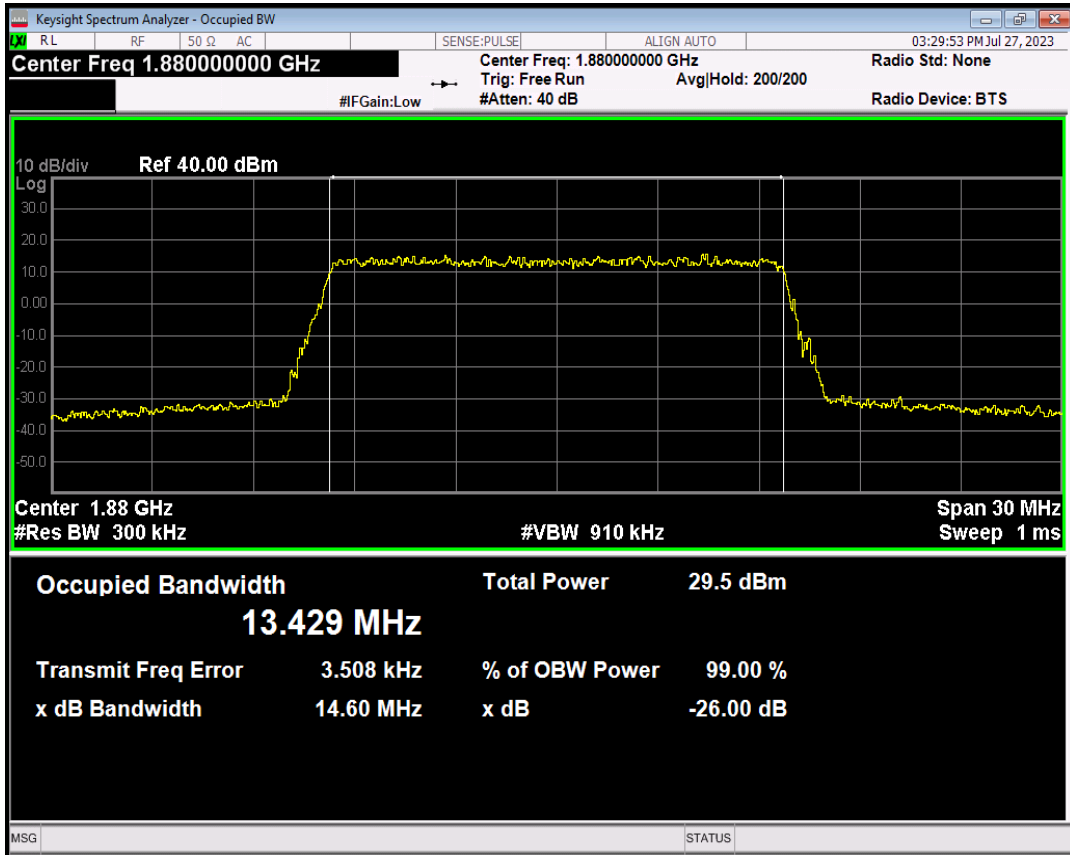 Keysight Spectrum Analyzer - Occupied BW
LXI RL RF 50 Ω AC SENSE:PULSE ALIGN AUTO 03:29:53 PM Jul 27, 2023
Center Freq 1.880000000 GHz Center Freq: 1.880000000 GHz Radio Std: None
Trig: Free Run Avg|Hold: 200/200
#IFGain:Low #Atten: 40 dB Radio Device: BTS
10 dB/div Ref 40.00 dBm
Log
30.0
20.0
10.0
0.00
-10.0
-20.0
-30.0
-40.0
-50.0
Center 1.88 GHz Span 30 MHz
#Res BW 300 kHz #VBW 910 kHz Sweep 1 ms
Occupied Bandwidth Total Power 29.5 dBm
13.429 MHz
Transmit Freq Error 3.508 kHz % of OBW Power 99.00 %
x dB Bandwidth 14.60 MHz x dB -26.00 dB
MSG STATUS